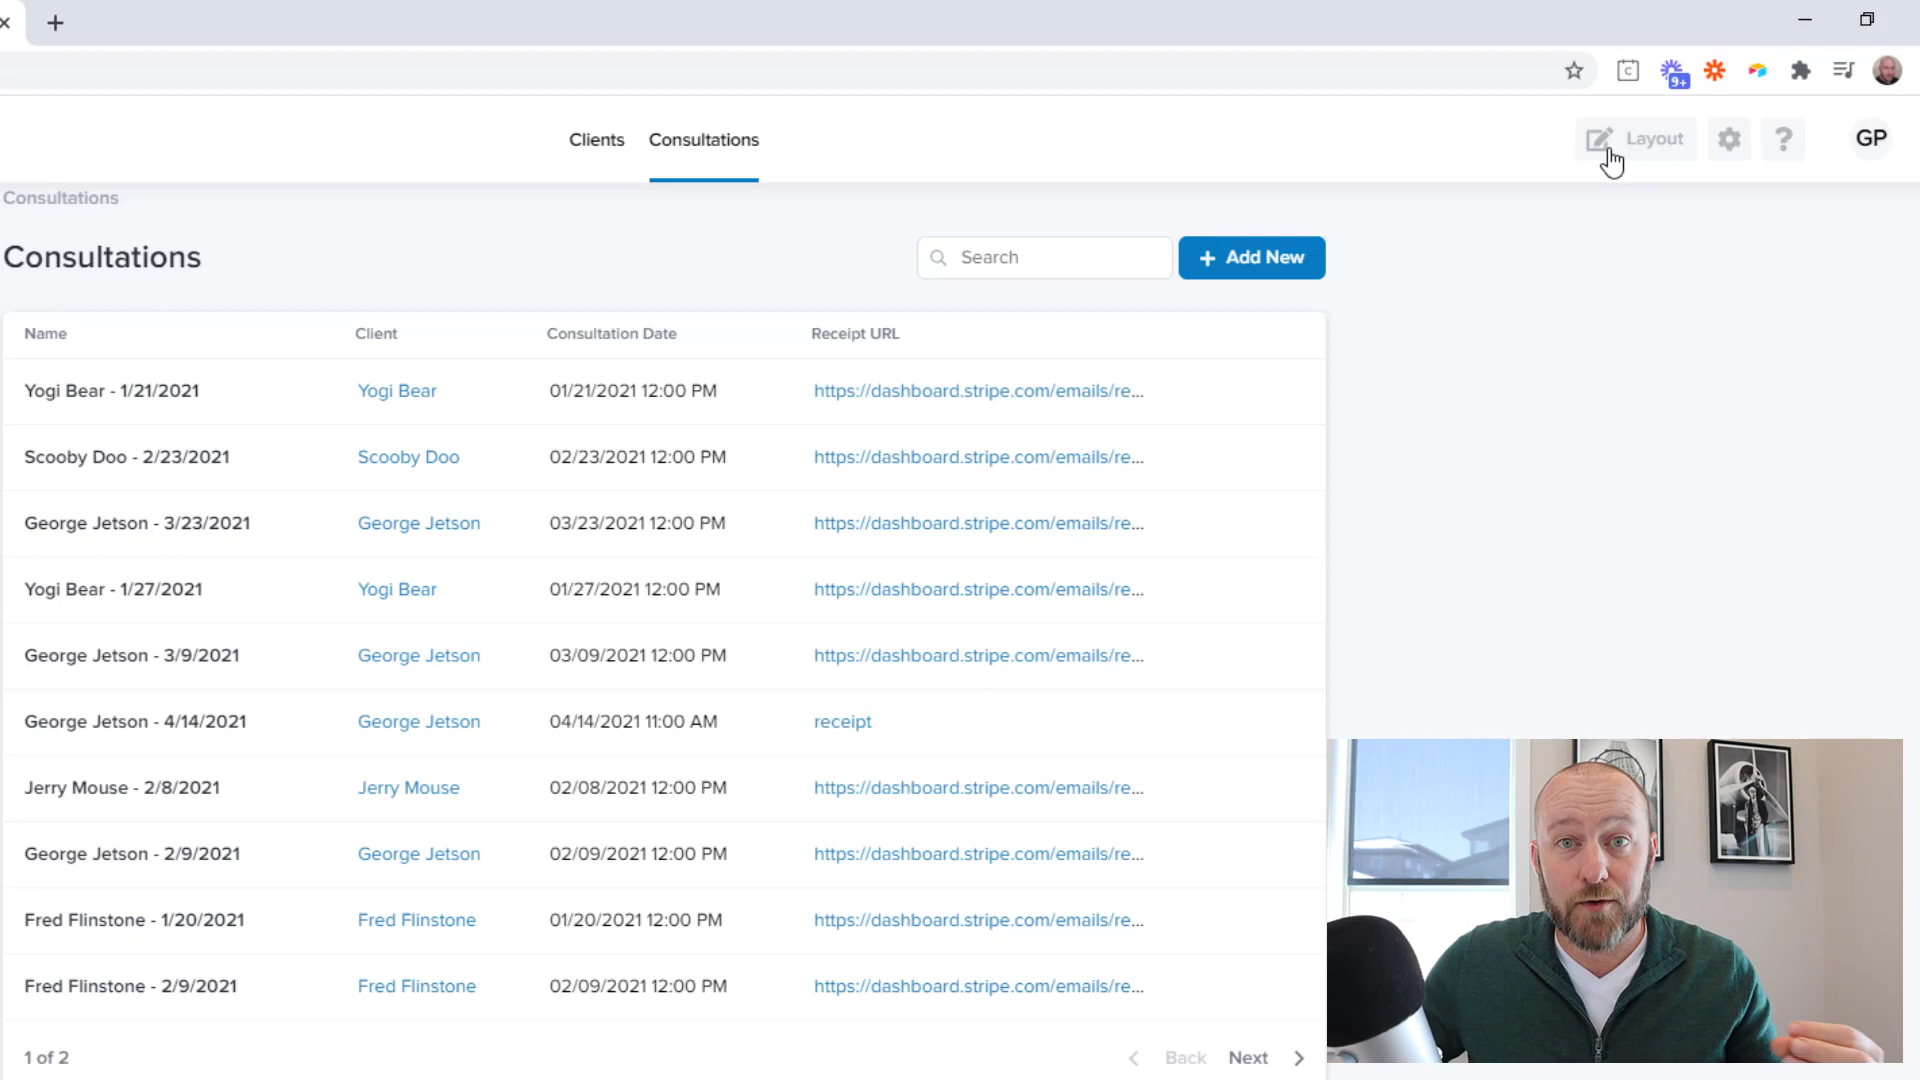 9+
Clients Consultations
Layout
?
GP
Consultations
Consultations
Search
+ Add New
Name Client Consultation Date Receipt URL
Yogi Bear - 1/21/2021 Yogi Bear 01/21/2021 12:00 PM https://dashboard.stripe.com/emails/re...
Scooby Doo - 2/23/2021 Scooby Doo 02/23/2021 12:00 PM https://dashboard.stripe.com/emails/re...
George Jetson - 3/23/2021 George Jetson 03/23/2021 12:00 PM https://dashboard.stripe.com/emails/re...
Yogi Bear - 1/27/2021 Yogi Bear 01/27/2021 12:00 PM https://dashboard.stripe.com/emails/re...
George Jetson - 3/9/2021 George Jetson 03/09/2021 12:00 PM https://dashboard.stripe.com/emails/re...
George Jetson - 4/14/2021 George Jetson 04/14/2021 11:00 AM receipt
Jerry Mouse - 2/8/2021 Jerry Mouse 02/08/2021 12:00 PM https://dashboard.stripe.com/emails/re...
George Jetson - 2/9/2021 George Jetson 02/09/2021 12:00 PM https://dashboard.stripe.com/emails/re...
Fred Flinstone - 1/20/2021 Fred Flinstone 01/20/2021 12:00 PM https://dashboard.stripe.com/emails/re...
Fred Flinstone - 2/9/2021 Fred Flinstone 02/09/2021 12:00 PM https://dashboard.stripe.com/emails/re...
1 of 2 < Back Next >